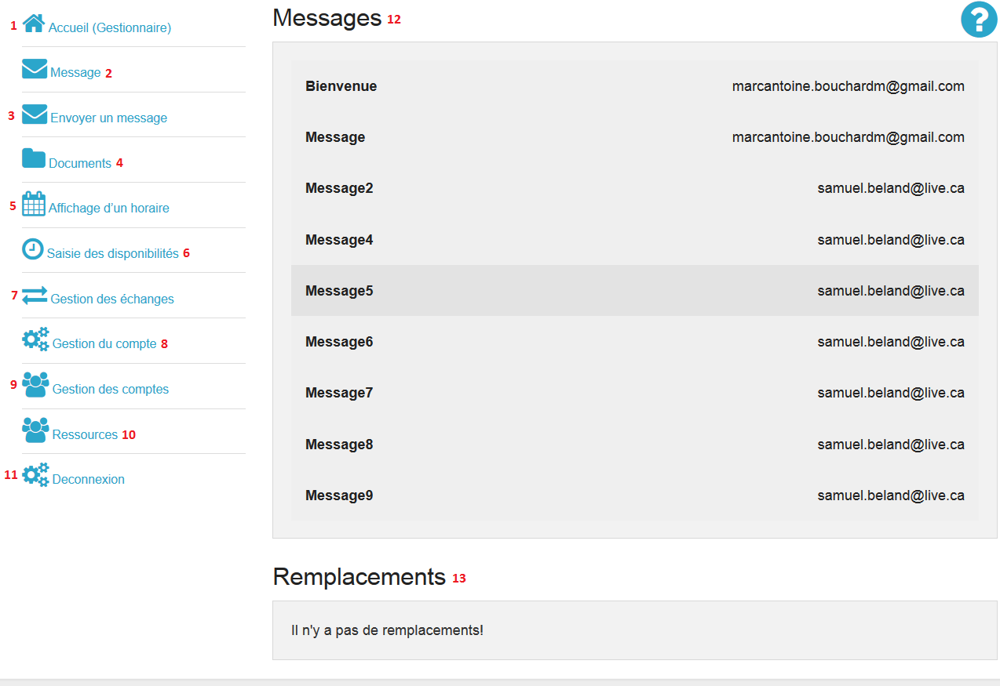 1 Accueil (Gestionnaire)
Message 2
3 Envoyer un message
Documents 4
5 Affichage d’un horaire
Saisie des disponibilités 6
7 Gestion des échanges
Gestion du compte 8
9 Gestion des comptes
Ressources 10
11 Deconnexion
Messages 12
?
Bienvenue marcantoine.bouchardm@gmail.com
Message marcantoine.bouchardm@gmail.com
Message2 samuel.beland@live.ca
Message4 samuel.beland@live.ca
Message5 samuel.beland@live.ca
Message6 samuel.beland@live.ca
Message7 samuel.beland@live.ca
Message8 samuel.beland@live.ca
Message9 samuel.beland@live.ca
Remplacements 13
Il n'y a pas de remplacements!